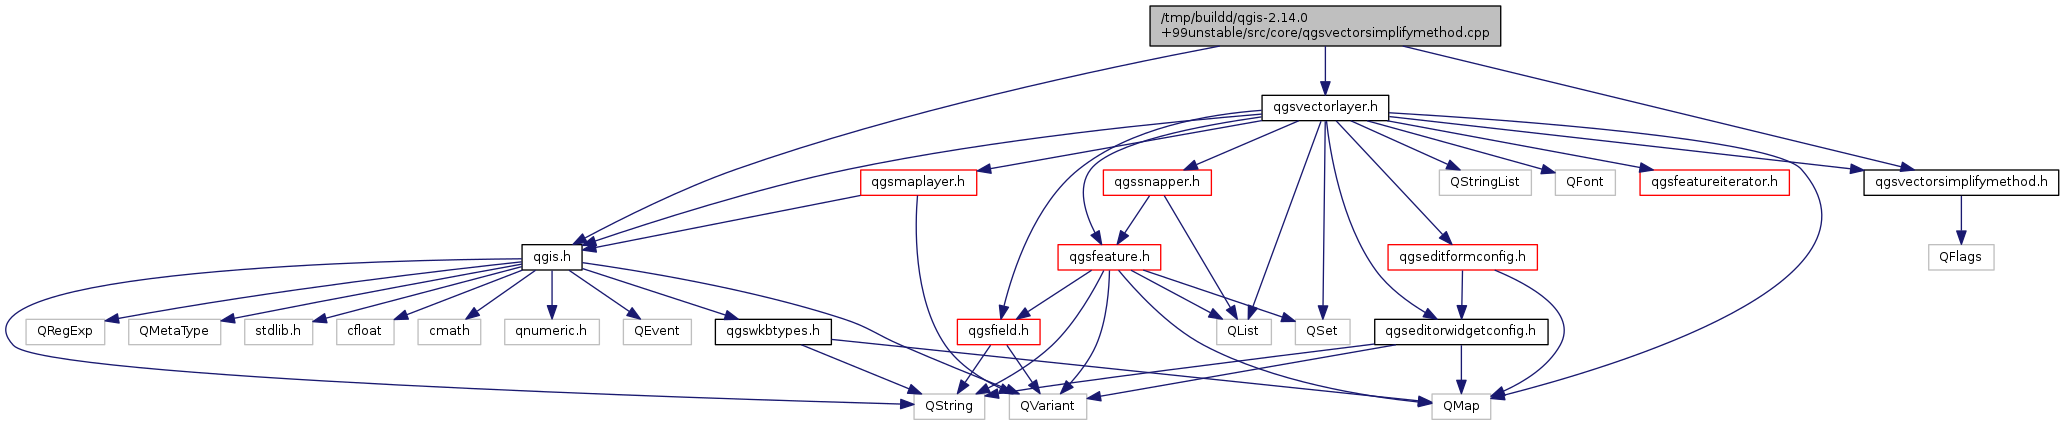 /tmp/buildd/qgis-2.14.0
+99unstable/src/core/qgsvectorsimplifymethod.cpp
qgsvectorlayer.h
qgsmaplayer.h
qgssnapper.h
QStringList
QFont
qgsfeatureiterator.h
qgsvectorsimplifymethod.h
qgis.h
qgsfeature.h
qgseditformconfig.h
QFlags
QRegExp
QMetaType
stdlib.h
cfloat
cmath
qnumeric.h
QEvent
qgswkbtypes.h
qgsfield.h
QList
QSet
qgseditorwidgetconfig.h
QString
QVariant
QMap